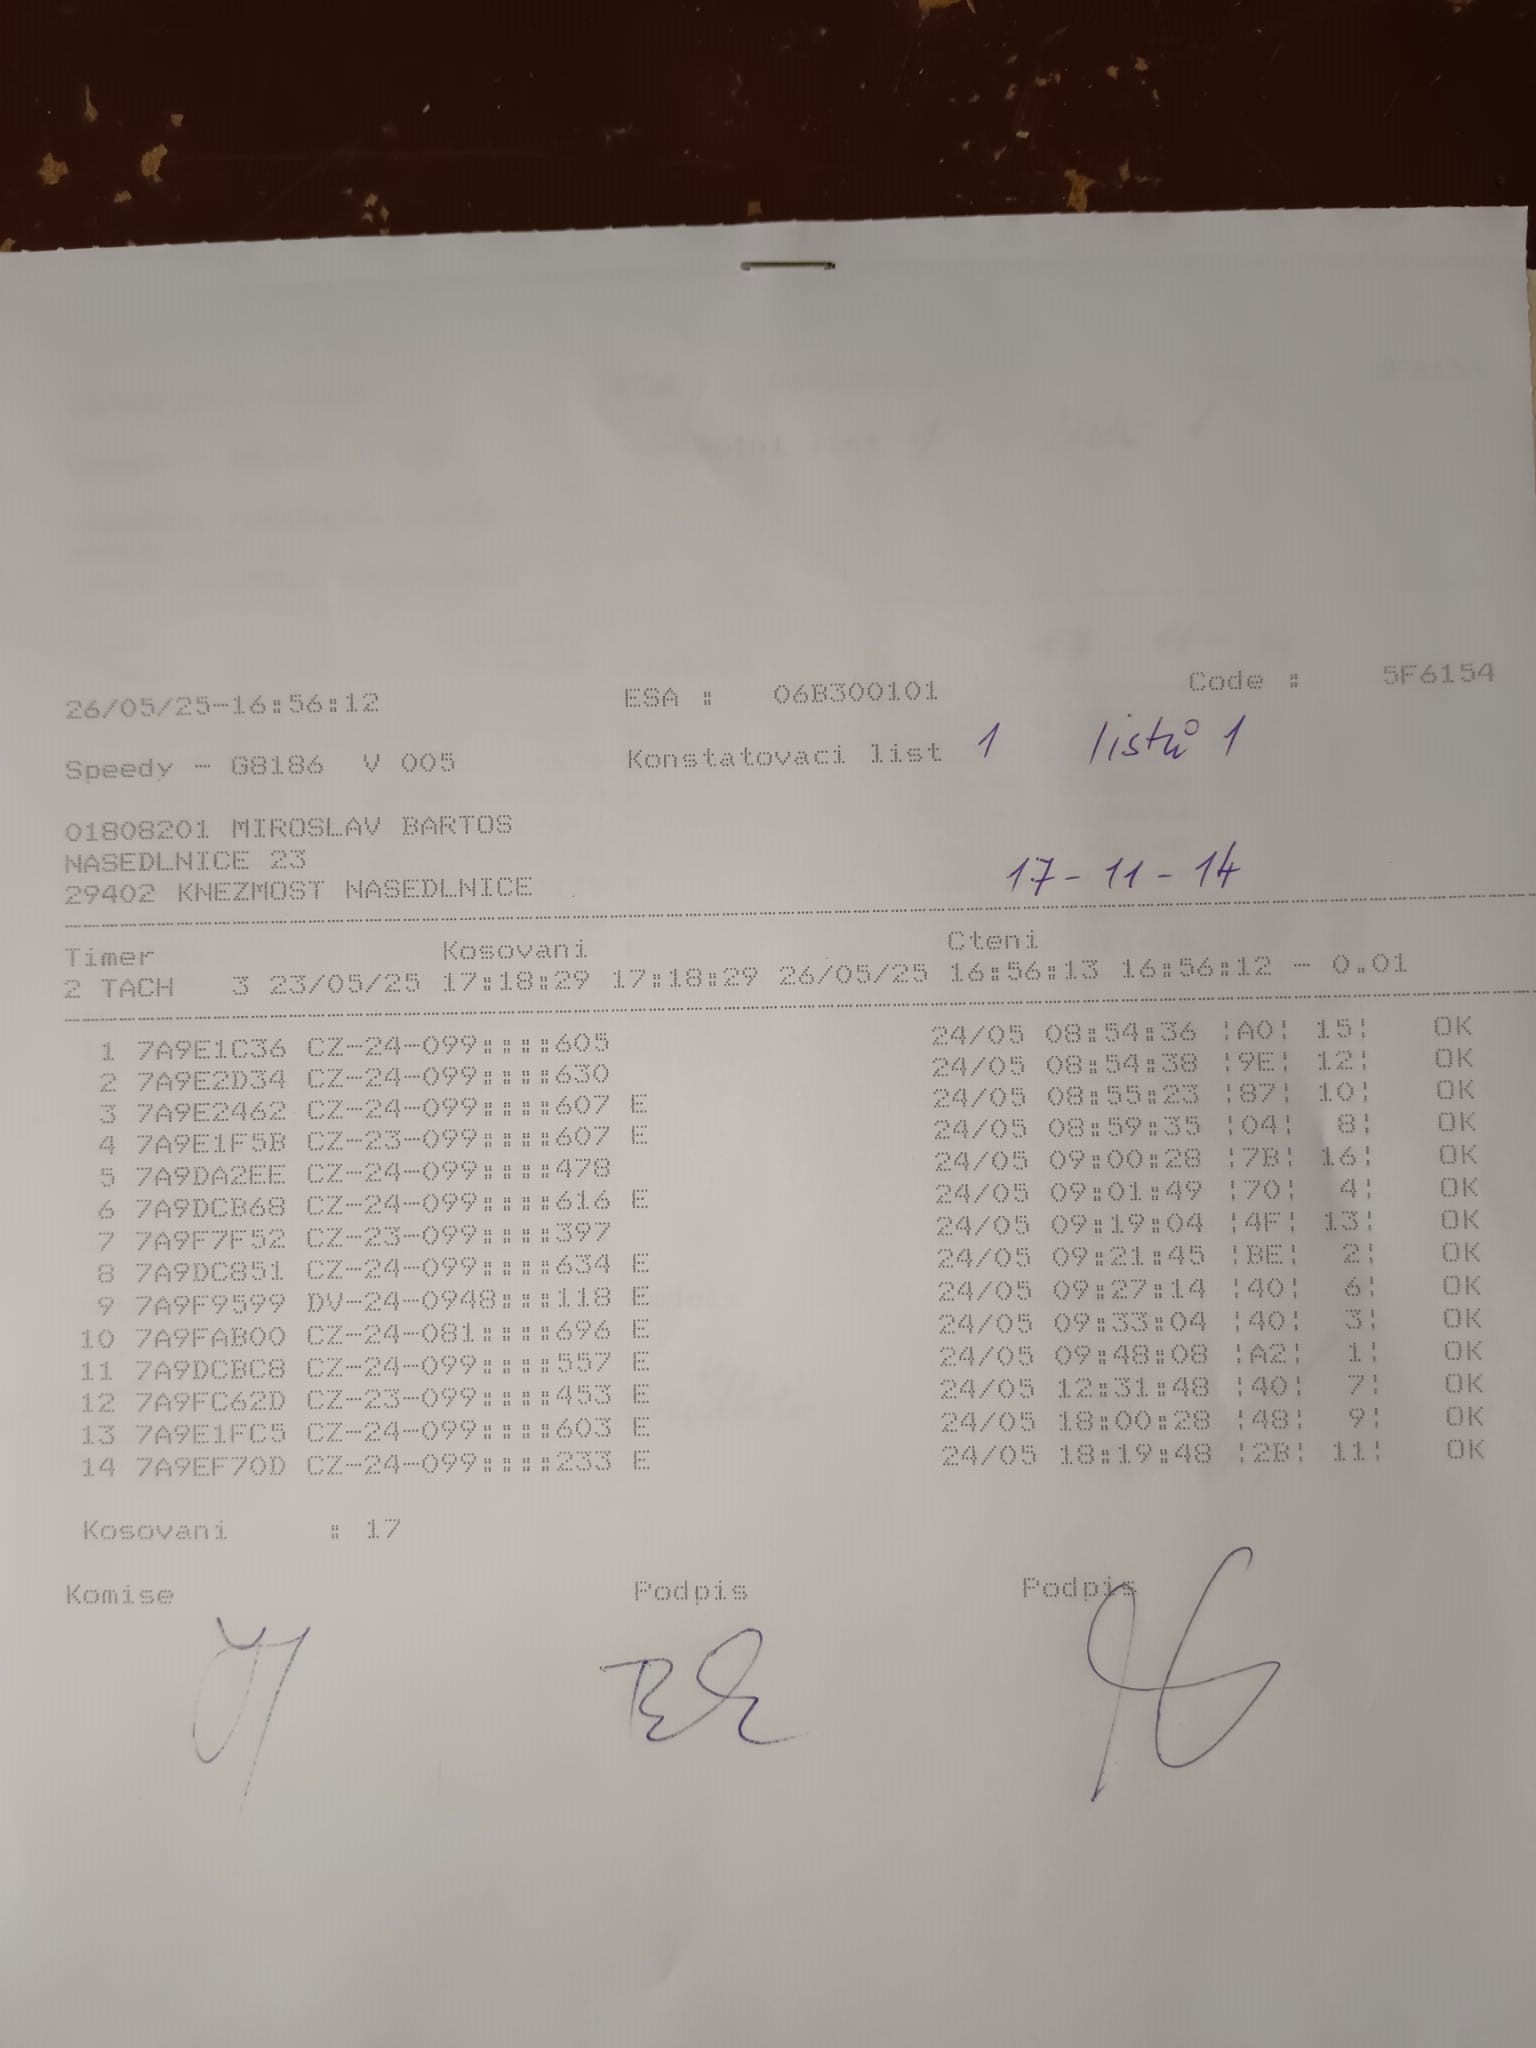 26/05/25-16:56:12 ESA : 06B300101 Code : 5F6154
Speedy - G8186 V 005 Konstatovaci list 1 listů 1
01808201 MIROSLAV BARTOS
NASEDLNICE 23
29402 KNEZMOST NASEDLNICE 17-11-14
Timer Kosovani Cteni
2 TACH 3 23/05/25 17:18:29 17:18:29 26/05/25 16:56:13 16:56:12 - 0.01
1 7A9E1C36 CZ-24-099::::605 24/05 08:54:36 ¦A0¦ 15¦ OK
2 7A9E2D34 CZ-24-099::::630 24/05 08:54:38 ¦9E¦ 12¦ OK
3 7A9E2462 CZ-24-099::::607 E 24/05 08:55:23 ¦87¦ 10¦ OK
4 7A9E1F5B CZ-23-099::::607 E 24/05 08:59:35 ¦04¦ 8¦ OK
5 7A9DA2EE CZ-24-099::::478 24/05 09:00:28 ¦7B¦ 16¦ OK
6 7A9DCB68 CZ-24-099::::616 E 24/05 09:01:49 ¦70¦ 4¦ OK
7 7A9F7F52 CZ-23-099::::397 24/05 09:19:04 ¦4F¦ 13¦ OK
8 7A9DC851 CZ-24-099::::634 E 24/05 09:21:45 ¦BE¦ 2¦ OK
9 7A9F9599 DV-24-0948:::118 E 24/05 09:27:14 ¦40¦ 6¦ OK
10 7A9FAB00 CZ-24-081::::696 E 24/05 09:33:04 ¦40¦ 3¦ OK
11 7A9DCBC8 CZ-24-099::::557 E 24/05 09:48:08 ¦A2¦ 1¦ OK
12 7A9FC62D CZ-23-099::::453 E 24/05 12:31:48 ¦40¦ 7¦ OK
13 7A9E1FC5 CZ-24-099::::603 E 24/05 18:00:28 ¦48¦ 9¦ OK
14 7A9EF70D CZ-24-099::::233 E 24/05 18:19:48 ¦2B¦ 11¦ OK
Kosovani : 17
Komise Podpis Podpis